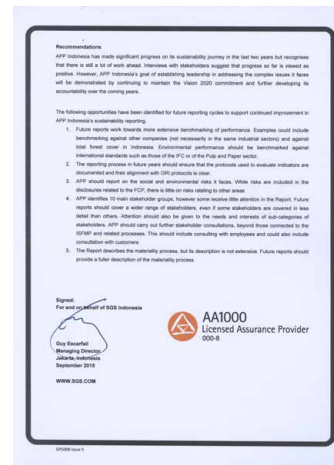 Recommendations
APP Indonesia has made significant progress on its sustainability journey in the last two years but recognises
that there is still a lot of work ahead. Interviews with stakeholders suggest that progress so far is viewed as
positive. However, APP Indonesia's goal of establishing leadership in addressing the complex issues it faces
will be demonstrated by continuing to maintain the Vision 2020 commitment and further developing its
accountability over the coming years.
The following opportunities have been identified for future reporting cycles to support continued improvement in
APP Indonesia's sustainability reporting.
1. Future reports work towards more extensive benchmarking of performance. Examples could include
benchmarking against other companies (not necessarily in the same industrial sectors) and against
total forest cover in Indonesia. Environmental performance should be benchmarked against
international standards such as those of the IFC or of the Pulp and Paper sector.
2. The reporting process in future years should ensure that the protocols used to evaluate indicators are
documented and their alignment with GRI protocols is clear.
3. APP should report on the social and environmental risks it faces. While risks are included in the
disclosures related to the FCP, there is little on risks relating to other areas
4. APP identifies 10 main stakeholder groups, however some receive little attention in the Report. Future
reports should cover a wider range of stakeholders, even if some stakeholders are covered in less
detail than others. Attention should also be given to the needs and interests of sub-categories of
stakeholders. APP should carry out further stakeholder consultations, beyond those connected to the
ISFMP and related processes. This should include consulting with employees and could also include
consultation with customers
5. The Report describes the materiality process, but its description is not extensive. Future reports should
provide a fuller description of the materiality process.
Signed:
For and on behalf of SGS Indonesia
Guy Escarfail
Managing Director
Jakarta, Indonesia
September 2015
WWW.SGS.COM
AA1000
Licensed Assurance Provider
000-8
GP5008 Issue 5